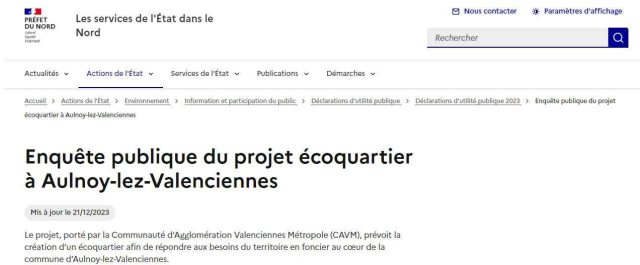 PRÉFET
DU NORD
Liberté
Égalité
Fraternité
Les services de l'État dans le
Nord
Nous contacter
Paramètres d'affichage
Rechercher
Actualités
Actions de l'État
Services de l'État
Publications
Démarches
Accueil > Actions de l'État > Environnement > Information et participation du public > Déclarations d'utilité publique > Déclarations d'utilité publique 2023 > Enquête publique du projet
écoquartier à Aulnoy-lez-Valenciennes
Enquête publique du projet écoquartier
à Aulnoy-lez-Valenciennes
Mis à jour le 21/12/2023
Le projet, porté par la Communauté d'Agglomération Valenciennes Métropole (CAVM), prévoit la
création d'un écoquartier afin de répondre aux besoins du territoire en foncier au cœur de la
commune d'Aulnoy-lez-Valenciennes.